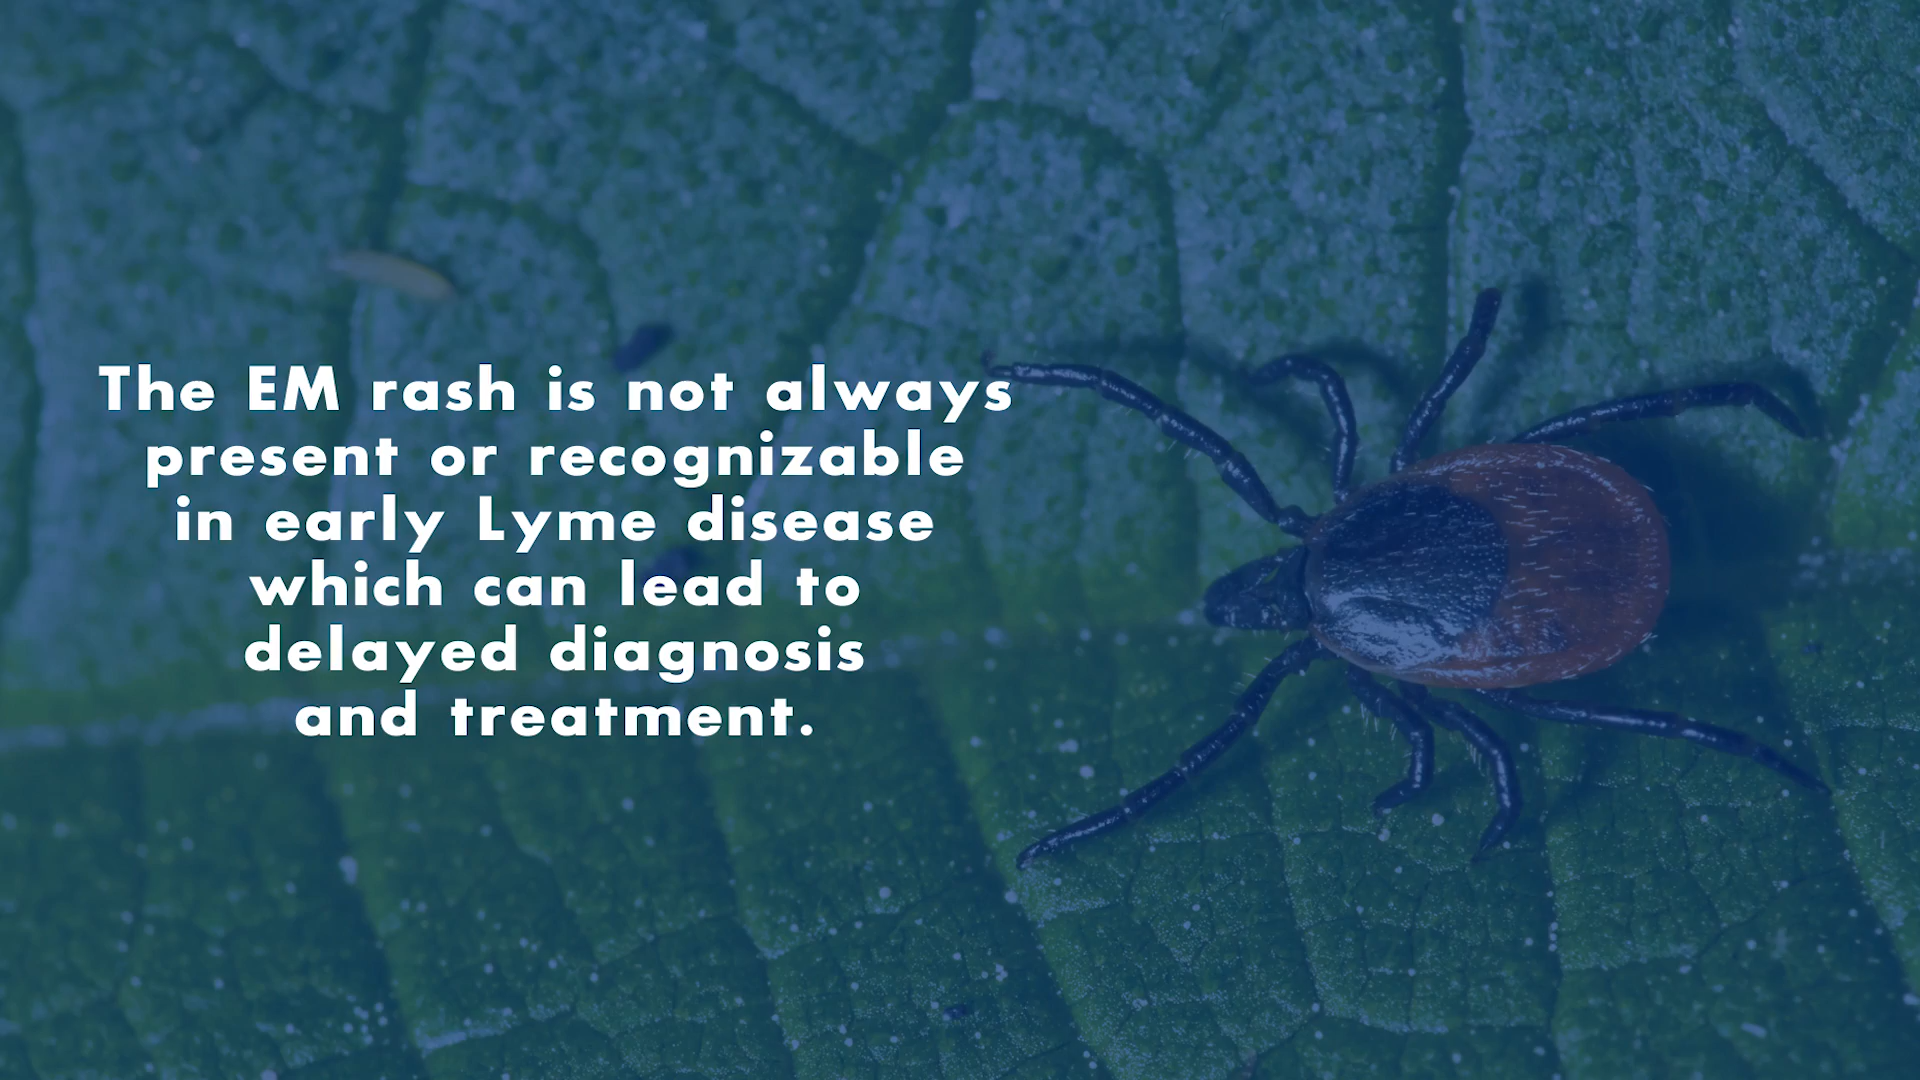 The EM rash is not always
present or recognizable
in early Lyme disease
which can lead to
delayed diagnosis
and treatment.